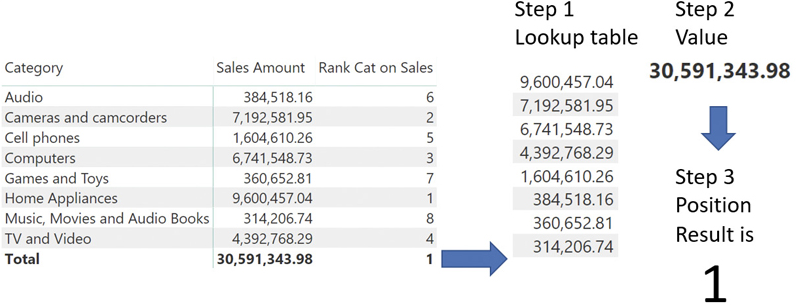 Category Sales Amount Rank Cat on Sales
Audio 384,518.16 6
Cameras and camcorders 7,192,581.95 2
Cell phones 1,604,610.26 5
Computers 6,741,548.73 3
Games and Toys 360,652.81 7
Home Appliances 9,600,457.04 1
Music, Movies and Audio Books 314,206.74 8
TV and Video 4,392,768.29 4
Total 30,591,343.98 1
Step 1
Lookup table
9,600,457.04
7,192,581.95
6,741,548.73
4,392,768.29
1,604,610.26
384,518.16
360,652.81
314,206.74
Step 2
Value
30,591,343.98
Step 3
Position
Result is
1